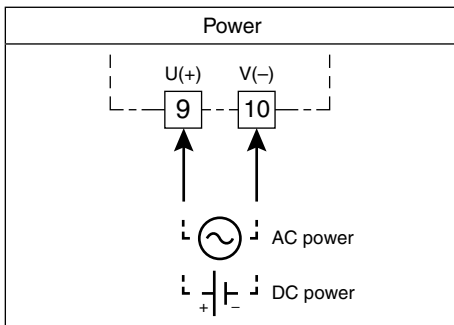 Power
U(+) V(−)
9 10
AC power
+ − DC power